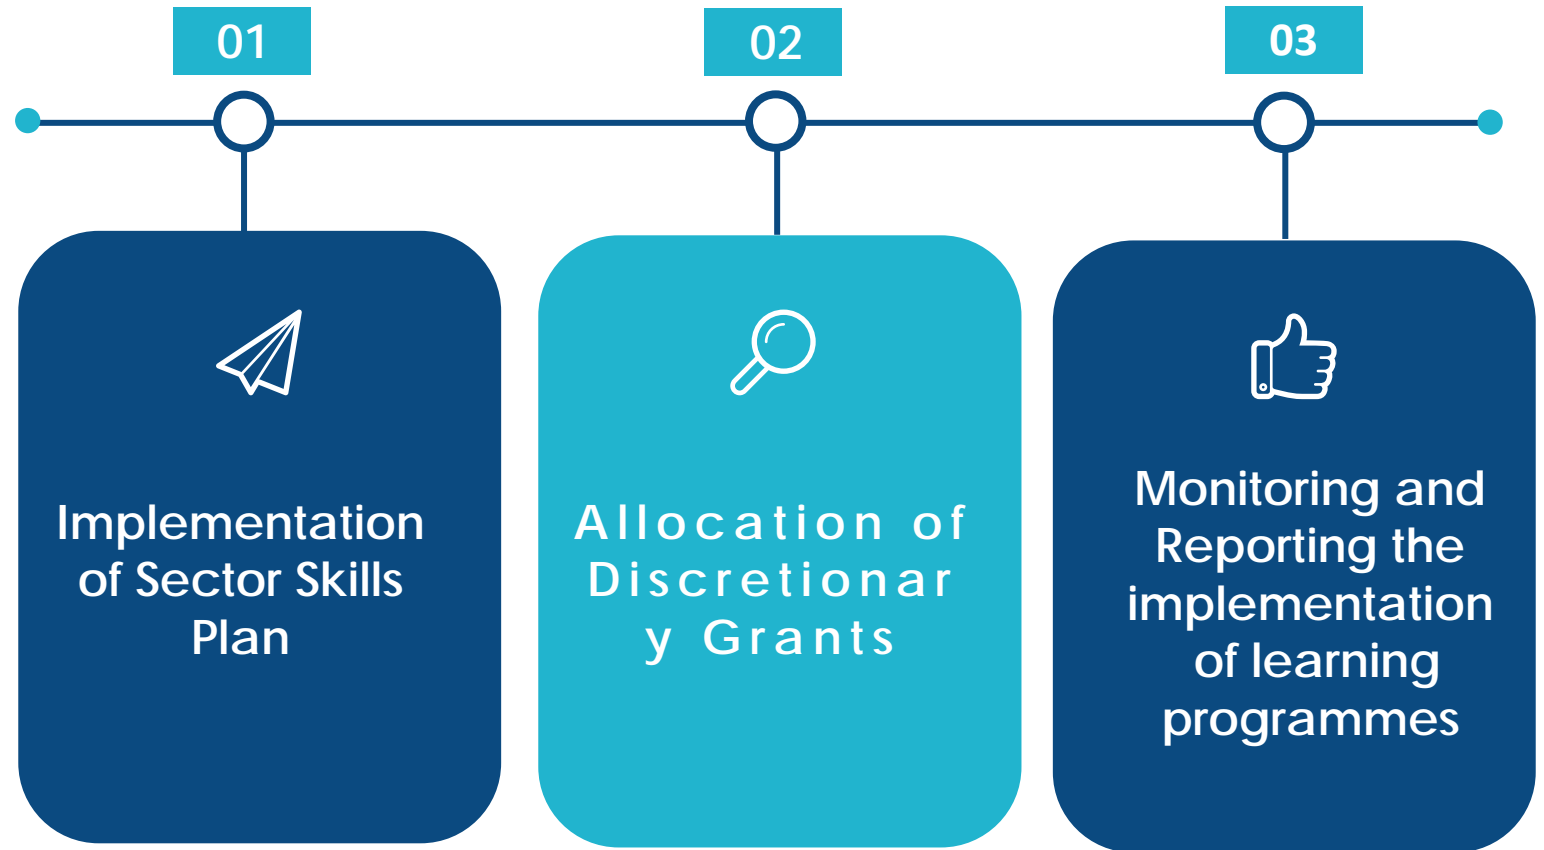 01
Implementation
of Sector Skills
Plan
02
Allocation of
Discretionar
y Grants
03
Monitoring and
Reporting the
implementation
of learning
programmes